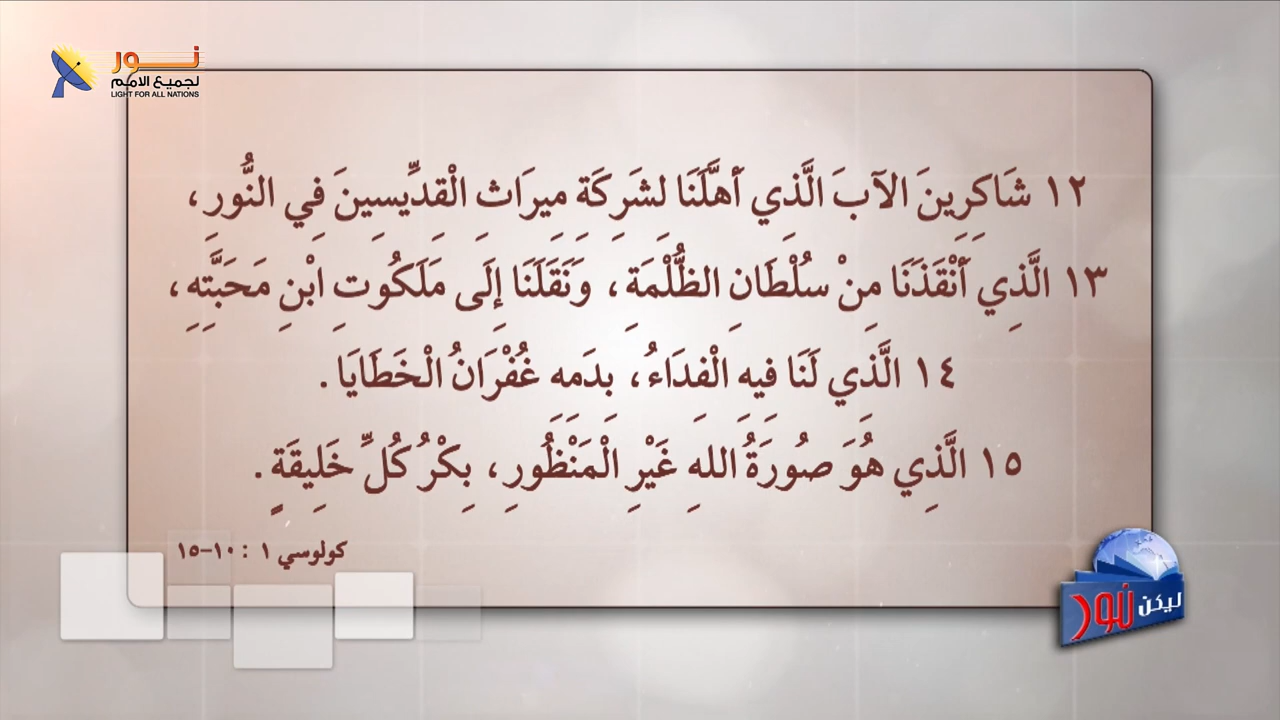 نور
لجميع الامم
LIGHT FOR ALL NATIONS
١٢ شَاكِرِينَ الآبَ الَّذِي أَهَّلَنَا لِشَرِكَةِ مِيرَاثِ الْقِدِّيسِينَ فِي النُّورِ،
١٣ الَّذِي أَنْقَذَنَا مِنْ سُلْطَانِ الظُّلْمَةِ، وَنَقَلَنَا إِلَى مَلَكُوتِ ابْنِ مَحَبَّتِهِ،
١٤ الَّذِي لَنَا فِيهِ الْفِدَاءُ، بِدَمِهِ غُفْرَانُ الْخَطَايَا.
١٥ الَّذِي هُوَ صُورَةُ اللهِ غَيْرِ الْمَنْظُورِ، بِكْرُ كُلِّ خَلِيقَةٍ.
كولوسي ١ : ١٠-١٥
ليكن نور